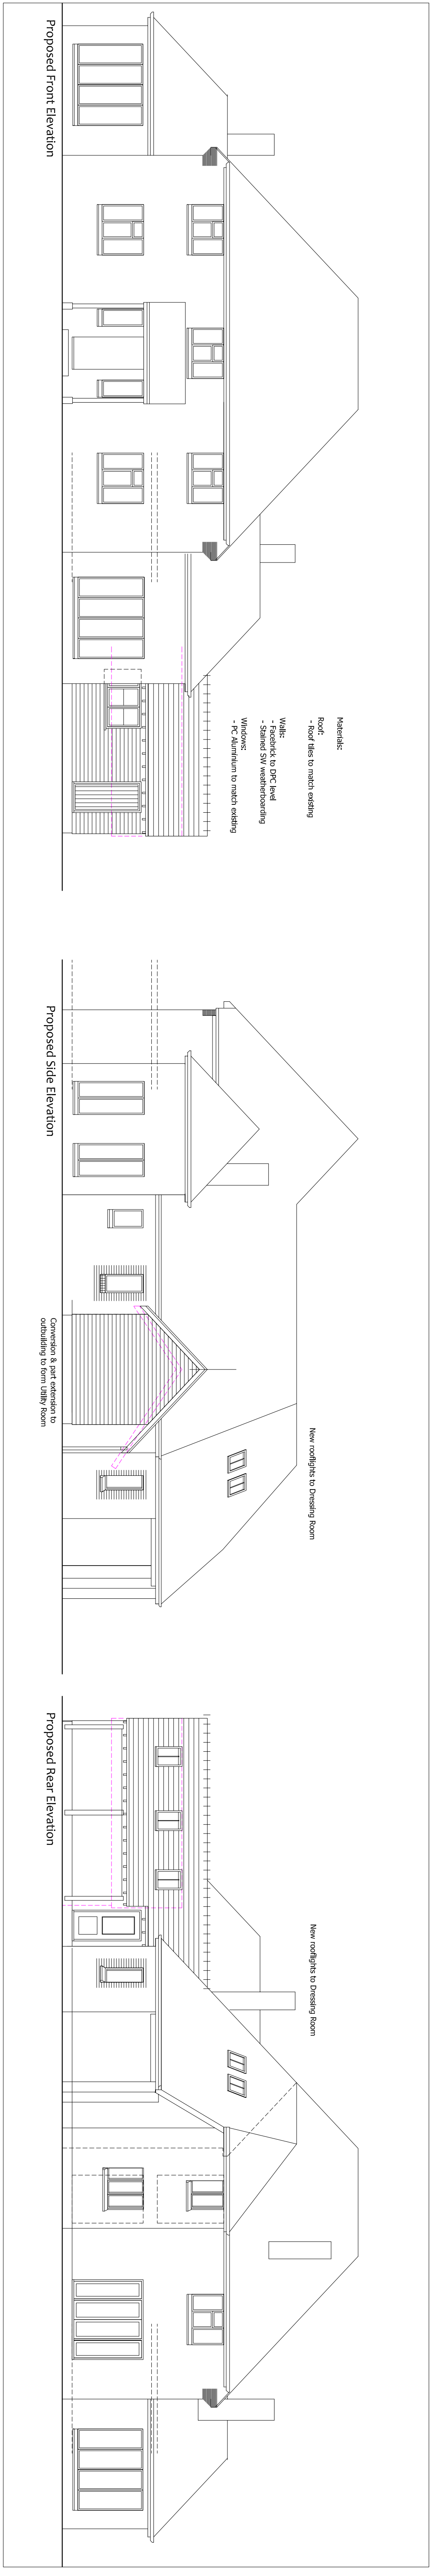 Proposed Front Elevation
Materials:
Roof:
- Roof tiles to match existing
Walls:
- Facebrick to DPC level
- Stained SW weatherboarding
Windows:
- PC Aluminium to match existing
Proposed Side Elevation
Conversion & part extension to
outbuilding to form Utility Room
New rooflights to Dressing Room
Proposed Rear Elevation
New rooflights to Dressing Room